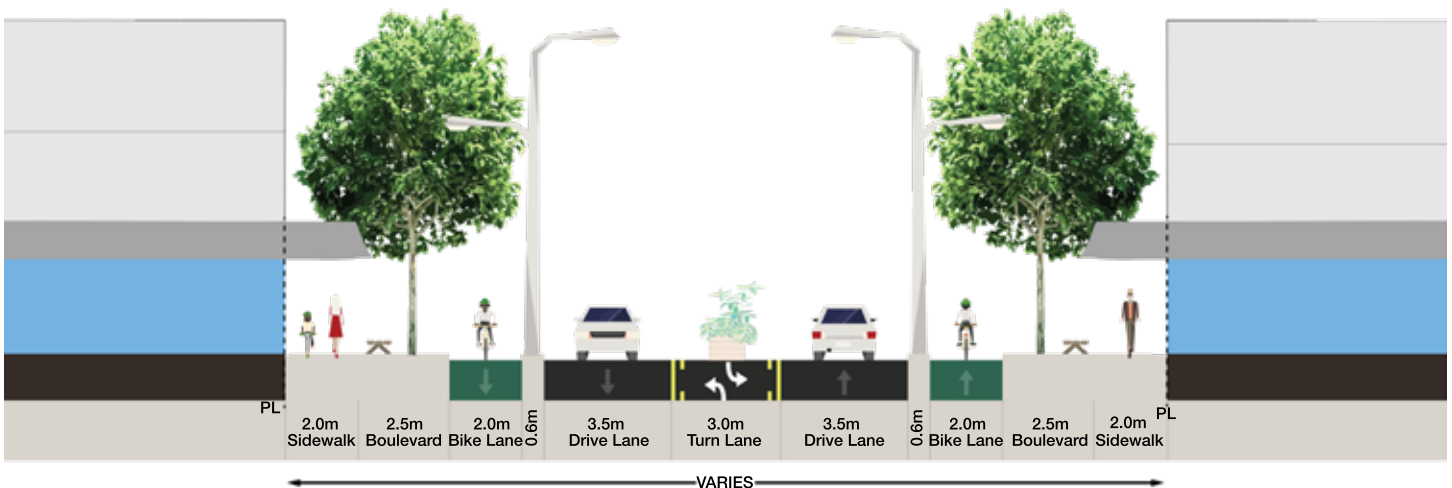 PL
2.0m
Sidewalk
2.5m
Boulevard
2.0m
Bike Lane
0.6m
3.5m
Drive Lane
3.0m
Turn Lane
3.5m
Drive Lane
0.6m
2.0m
Bike Lane
2.5m
Boulevard
2.0m
Sidewalk
PL
VARIES